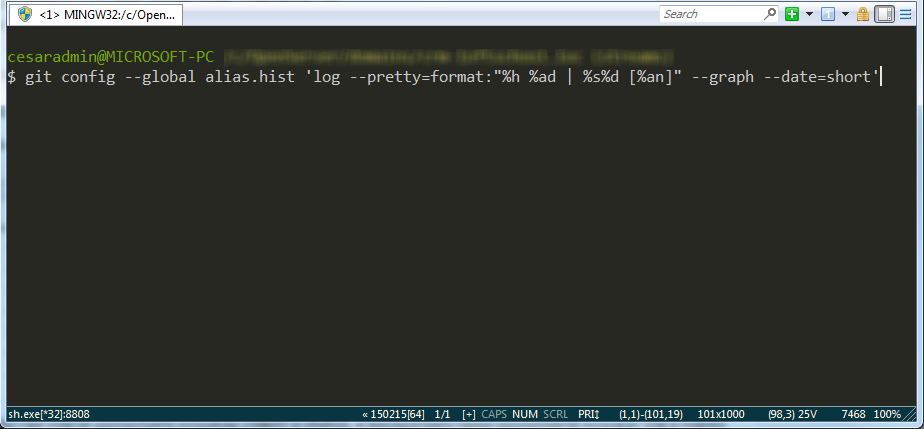 <1> MINGW32:/c/Open...
Search
cesaradmin@MICROSOFT-PC
$ git config --global alias.hist 'log --pretty=format:"%h %ad | %s%d [%an]" --graph --date=short'
sh.exe[*32]:8808 « 150215[64] 1/1 [+] CAPS NUM SCRL PRI‡ (1,1)-(101,19) 101x1000 (98,3) 25V 7468 100%